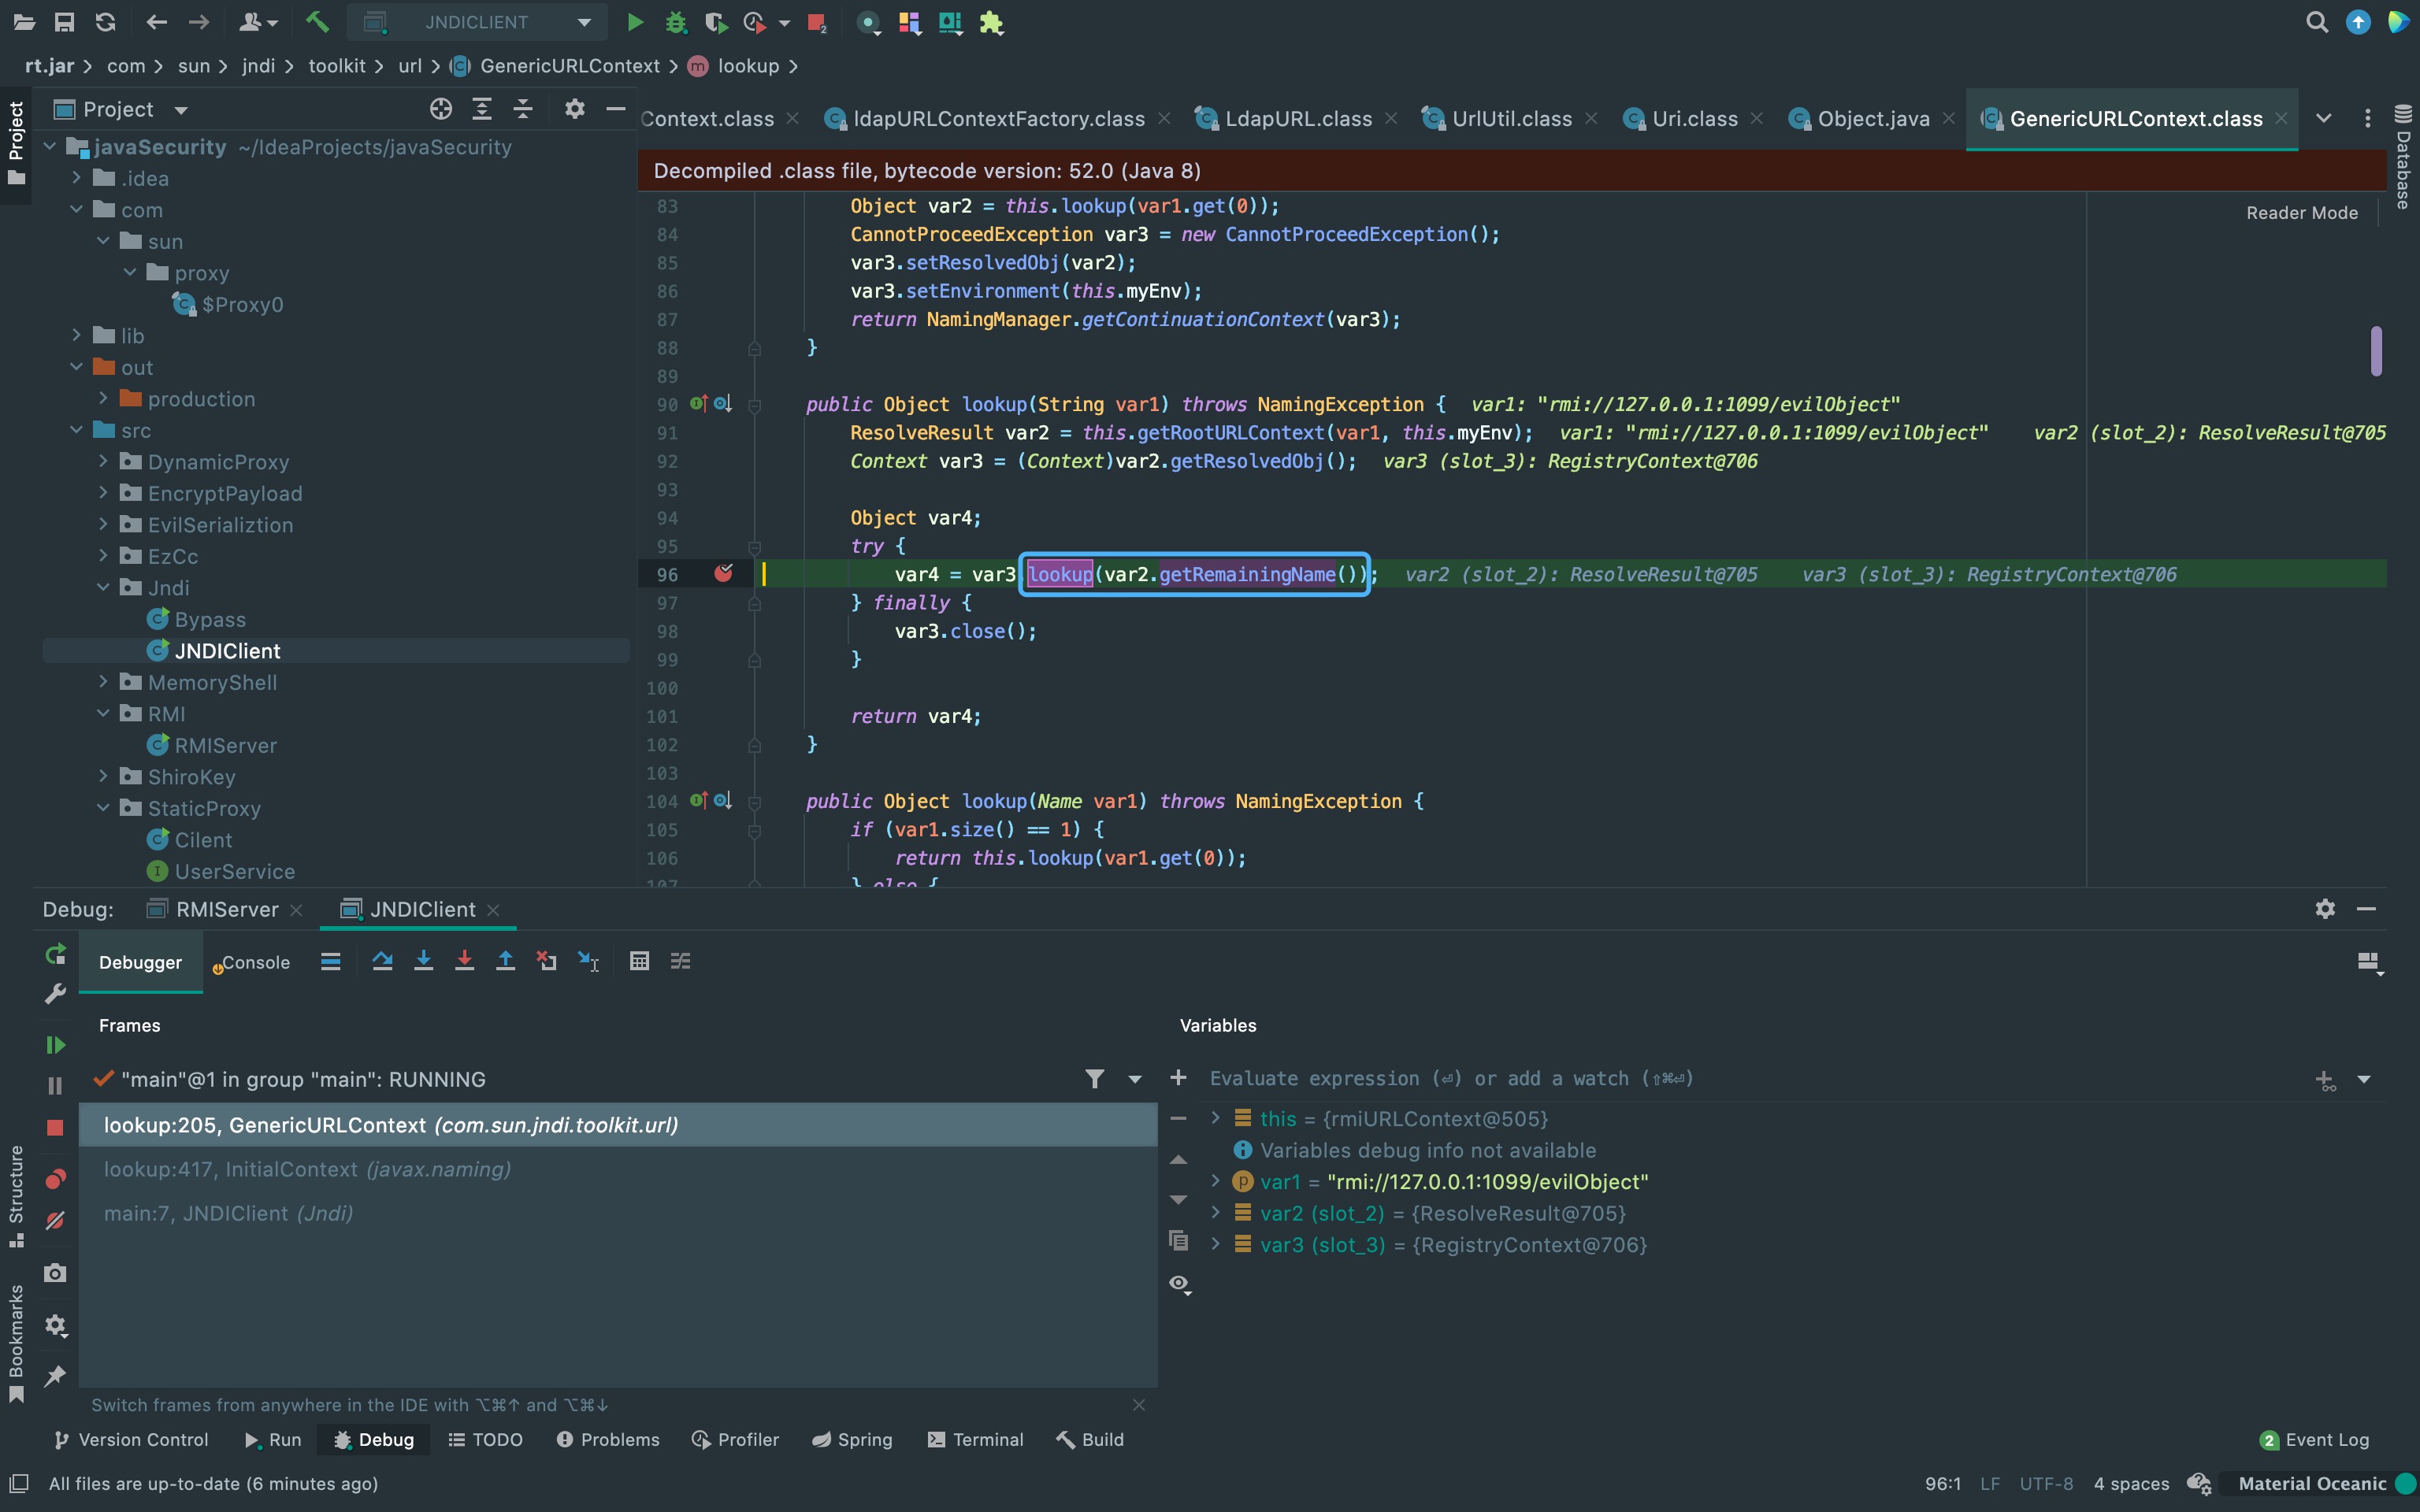 JNDICLIENT
rt.jar > com > sun > jndi > toolkit > url > GenericURLContext > lookup >
Project
Context.class ldapURLContextFactory.class LdapURL.class UrlUtil.class Uri.class Object.java GenericURLContext.class
Decompiled .class file, bytecode version: 52.0 (Java 8)
Reader Mode
Project
Database
javaSecurity ~/IdeaProjects/javaSecurity
.idea
com
sun
proxy
$Proxy0
lib
out
production
src
DynamicProxy
EncryptPayload
EvilSerializtion
EzCc
Jndi
Bypass
JNDIClient
MemoryShell
RMI
RMIServer
ShiroKey
StaticProxy
Cilent
UserService
83 Object var2 = this.lookup(var1.get(0));
84 CannotProceedException var3 = new CannotProceedException();
85 var3.setResolvedObj(var2);
86 var3.setEnvironment(this.myEnv);
87 return NamingManager.getContinuationContext(var3);
88 }
89
90 public Object lookup(String var1) throws NamingException { var1: "rmi://127.0.0.1:1099/evilObject"
91 ResolveResult var2 = this.getRootURLContext(var1, this.myEnv); var1: "rmi://127.0.0.1:1099/evilObject" var2 (slot_2): ResolveResult@705
92 Context var3 = (Context)var2.getResolvedObj(); var3 (slot_3): RegistryContext@706
93
94 Object var4;
95 try {
96 var4 = var3.lookup(var2.getRemainingName()); var2 (slot_2): ResolveResult@705 var3 (slot_3): RegistryContext@706
97 } finally {
98 var3.close();
99 }
100
101 return var4;
102 }
103
104 public Object lookup(Name var1) throws NamingException {
105 if (var1.size() == 1) {
106 return this.lookup(var1.get(0));
107 } else {
Debug: RMIServer JNDIClient
Debugger Console
Frames
Variables
"main"@1 in group "main": RUNNING
Evaluate expression (⏎) or add a watch (⇧⌘⏎)
lookup:205, GenericURLContext (com.sun.jndi.toolkit.url)
lookup:417, InitialContext (javax.naming)
main:7, JNDIClient (Jndi)
this = {rmiURLContext@505}
Variables debug info not available
var1 = "rmi://127.0.0.1:1099/evilObject"
var2 (slot_2) = {ResolveResult@705}
var3 (slot_3) = {RegistryContext@706}
Structure
Bookmarks
Switch frames from anywhere in the IDE with ⌥⌘↑ and ⌥⌘↓
Version Control Run Debug TODO Problems Profiler Spring Terminal Build 2 Event Log
All files are up-to-date (6 minutes ago) 96:1 LF UTF-8 4 spaces Material Oceanic